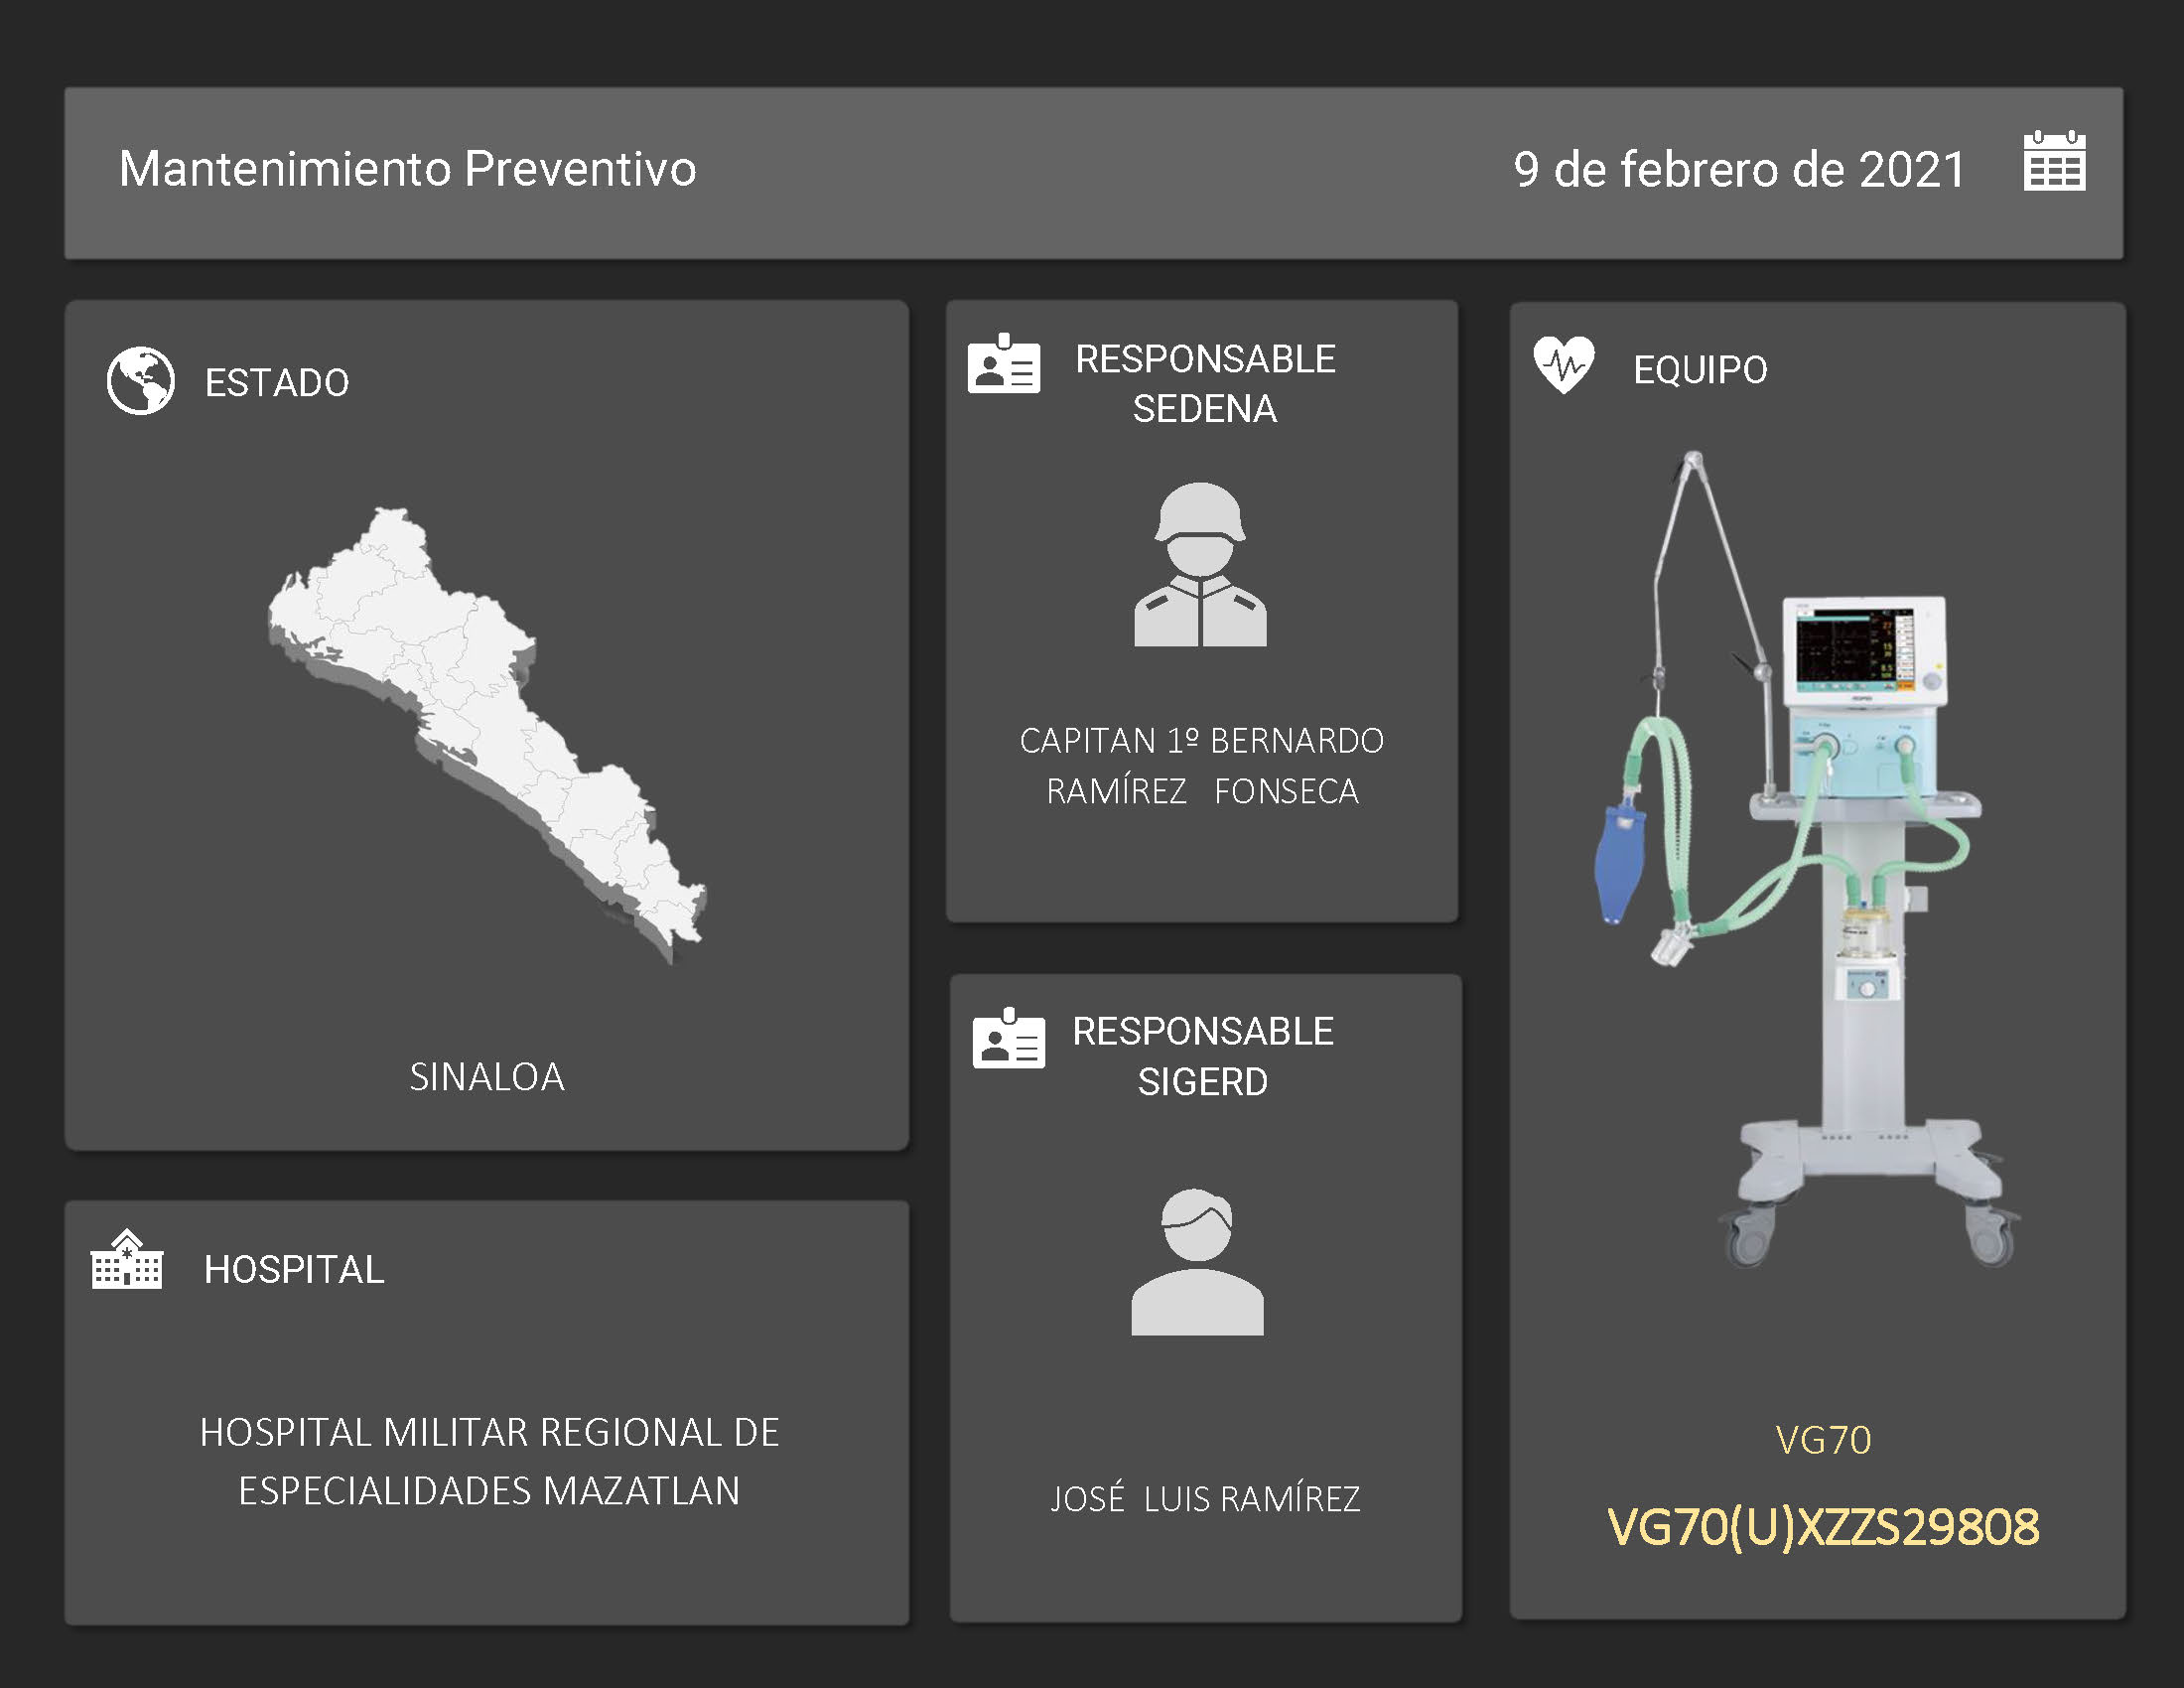 Mantenimiento Preventivo
9 de febrero de 2021
ESTADO
SINALOA
HOSPITAL
HOSPITAL MILITAR REGIONAL DE
ESPECIALIDADES MAZATLAN
RESPONSABLE
SEDENA
CAPITAN 1º BERNARDO
RAMÍREZ FONSECA
RESPONSABLE
SIGERD
JOSÉ LUIS RAMÍREZ
EQUIPO
VG70
VG70(U)XZZS29808